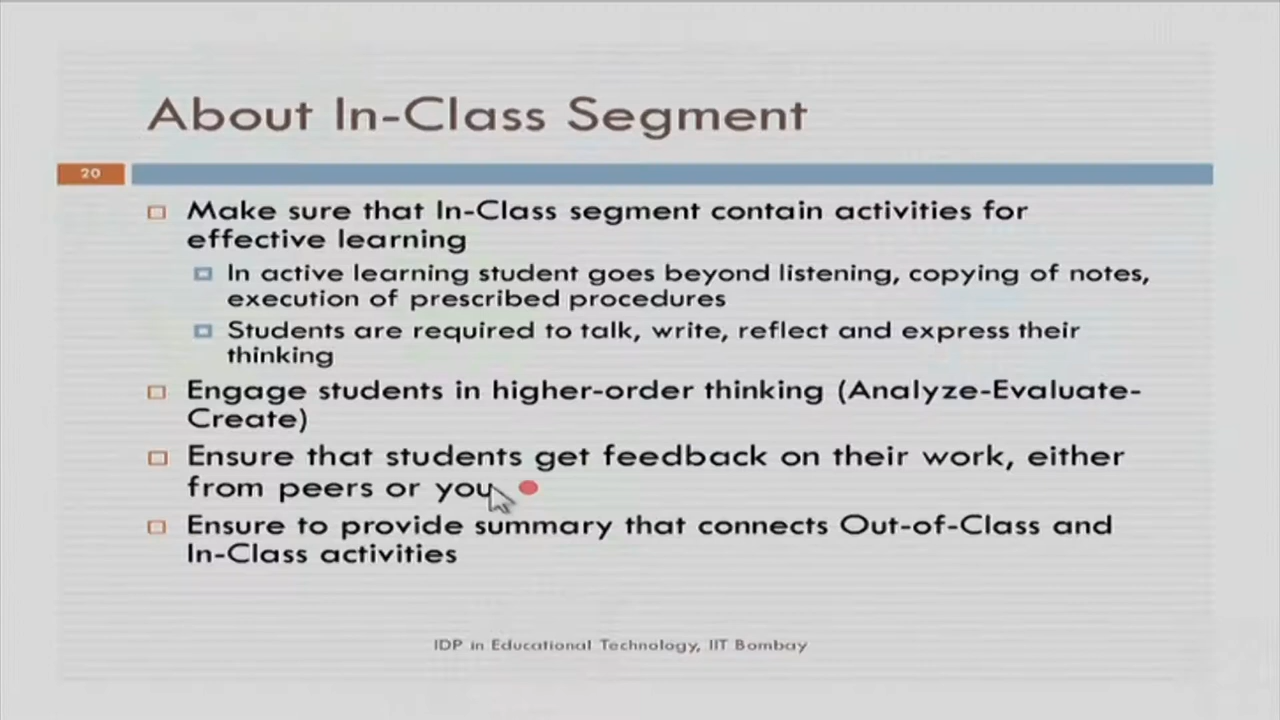 About In-Class Segment
20
Make sure that In-Class segment contain activities for
effective learning
In active learning student goes beyond listening, copying of notes,
execution of prescribed procedures
Students are required to talk, write, reflect and express their
thinking
Engage students in higher-order thinking (Analyze-Evaluate-
Create)
Ensure that students get feedback on their work, either
from peers or you
Ensure to provide summary that connects Out-of-Class and
In-Class activities
IDP in Educational Technology, IIT Bombay